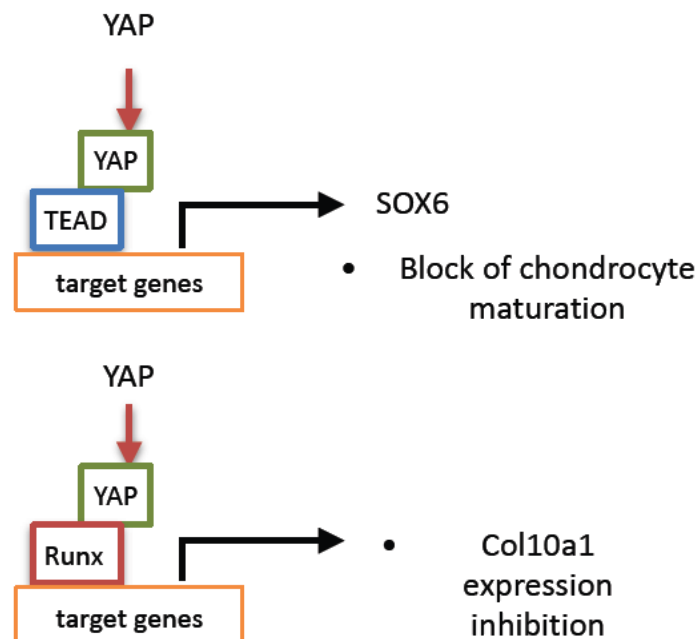 YAP
YAP
TEAD
SOX6
target genes
• Block of chondrocyte
maturation
YAP
YAP
Runx
• Col10a1
expression
inhibition
target genes